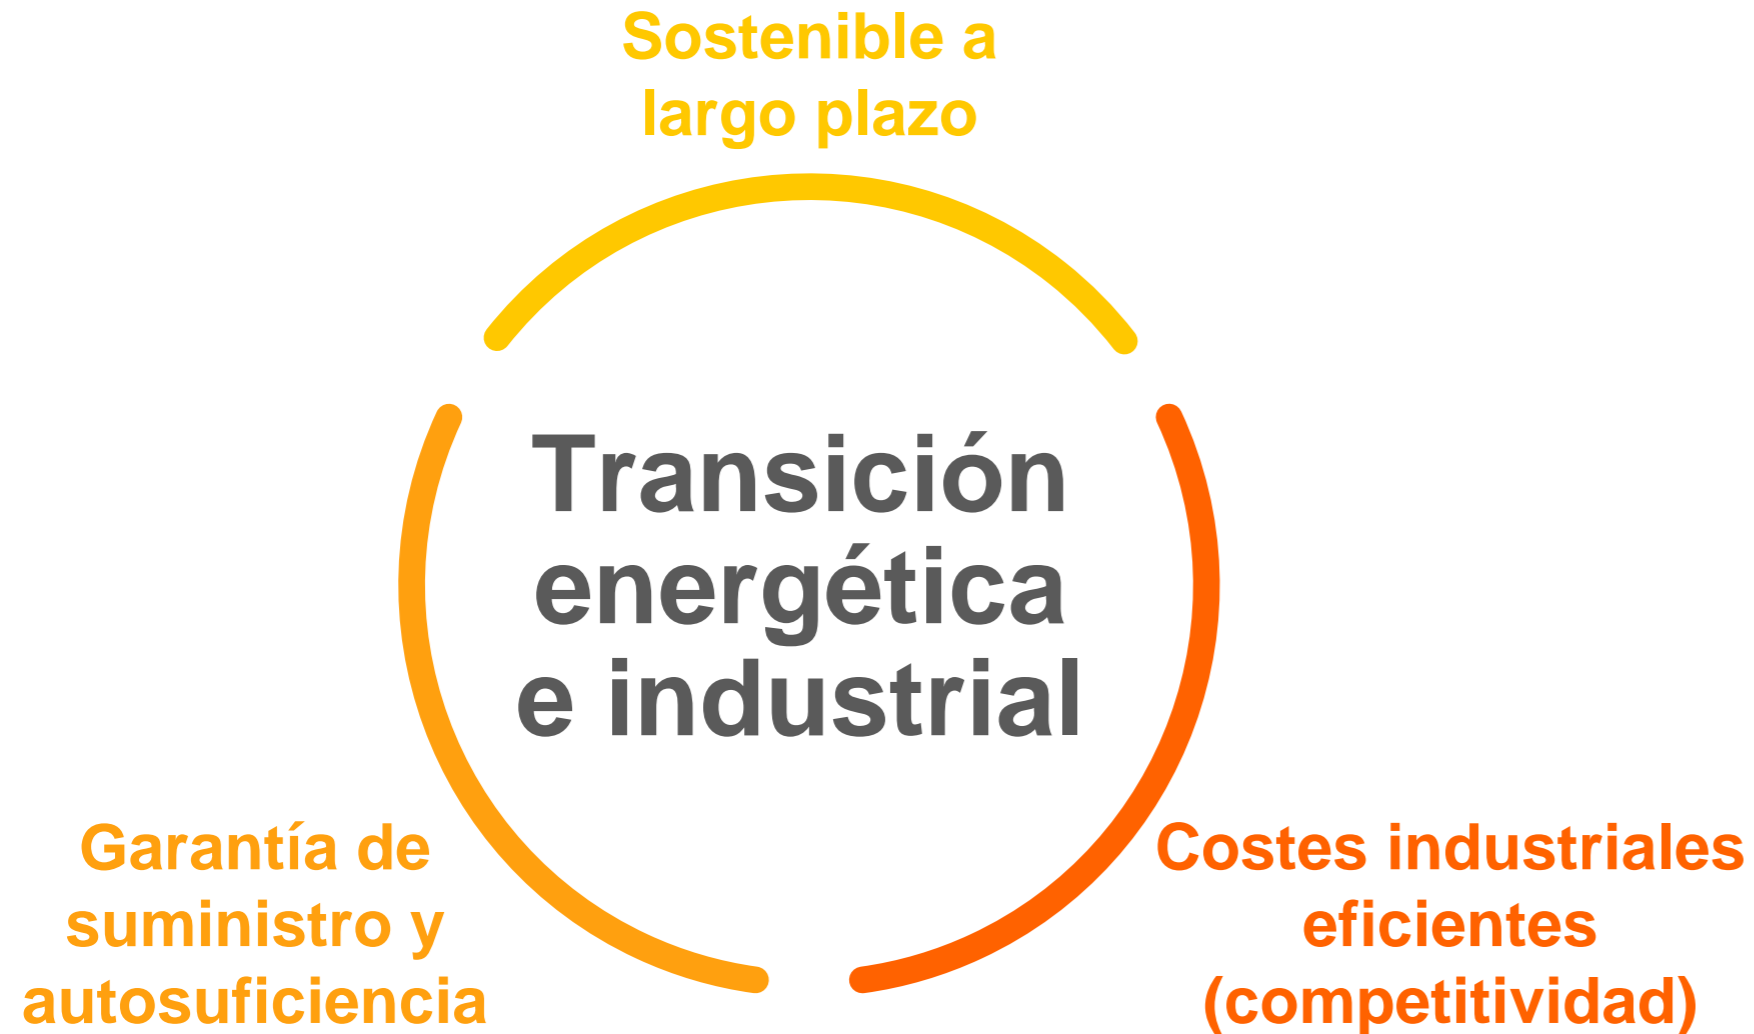 Sostenible a
largo plazo
Transición
energética
e industrial
Garantía de
suministro y
autosuficiencia
Costes industriales
eficientes
(competitividad)